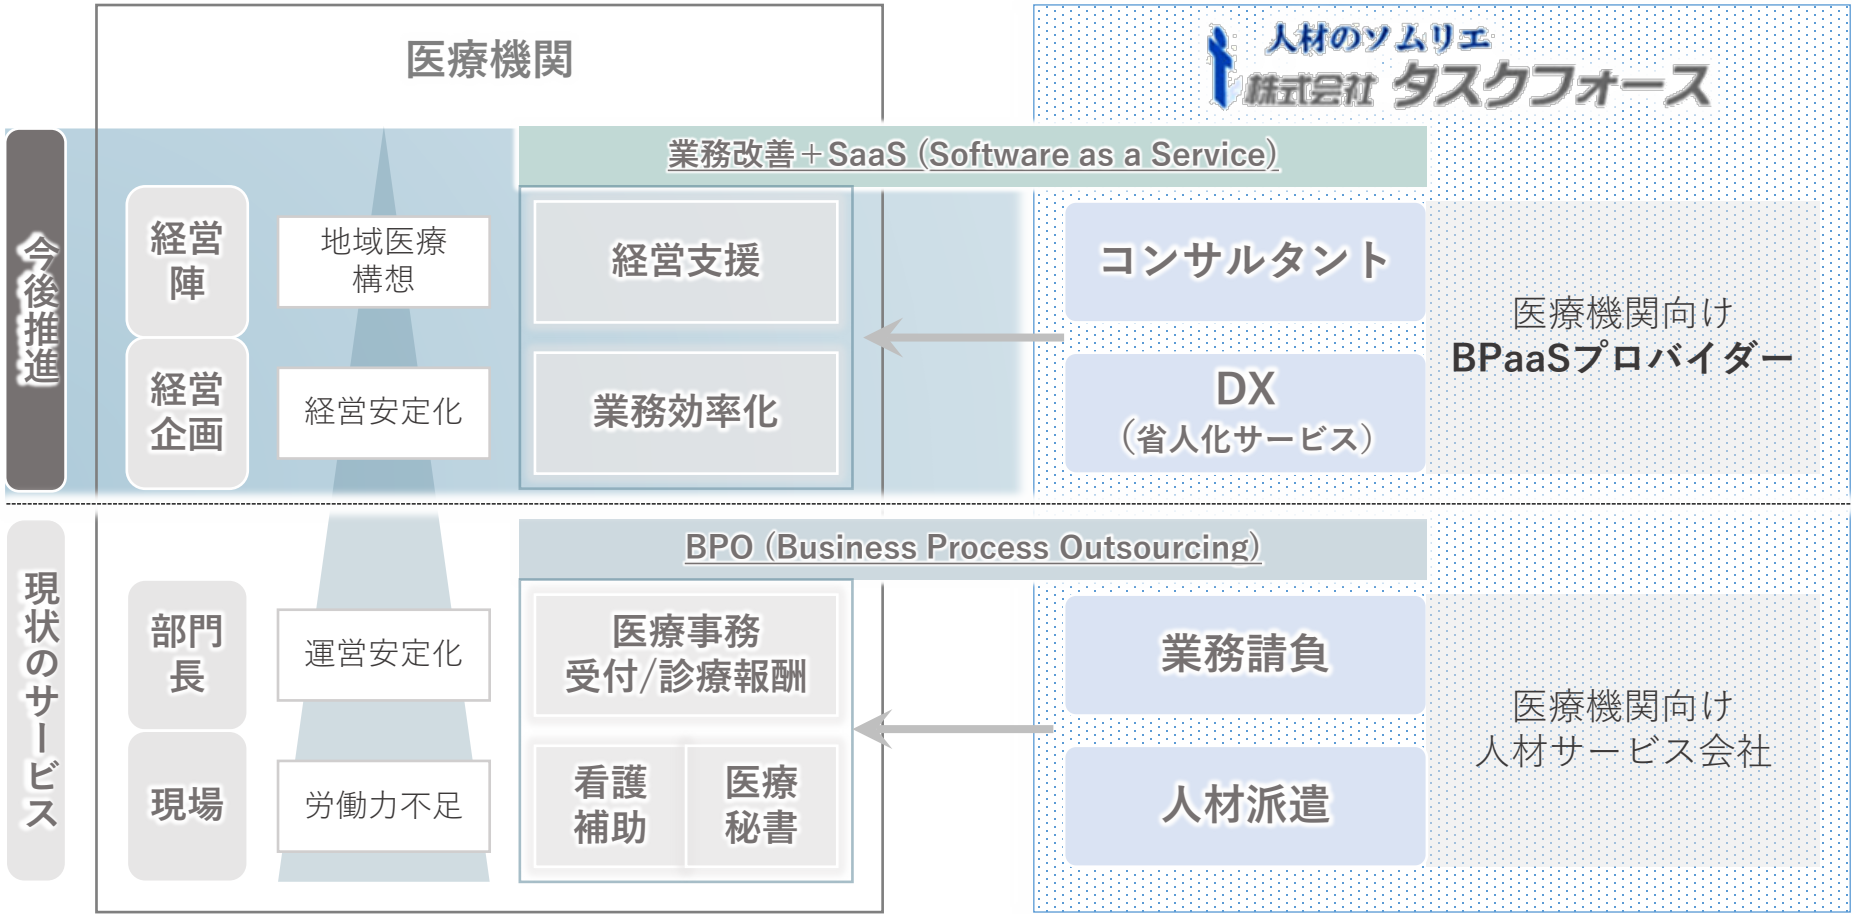 医療機関
人材のソムリエ
株式会社 タスクフォース
今後推進
業務改善＋SaaS (Software as a Service)
経営
陣
地域医療
構想
経営支援
コンサルタント
医療機関向け
BPaaSプロバイダー
経営
企画
経営安定化
業務効率化
DX
（省人化サービス）
現状のサービス
BPO (Business Process Outsourcing)
部門
長
運営安定化
医療事務
受付/診療報酬
業務請負
医療機関向け
人材サービス会社
現場
労働力不足
看護
補助
医療
秘書
人材派遣